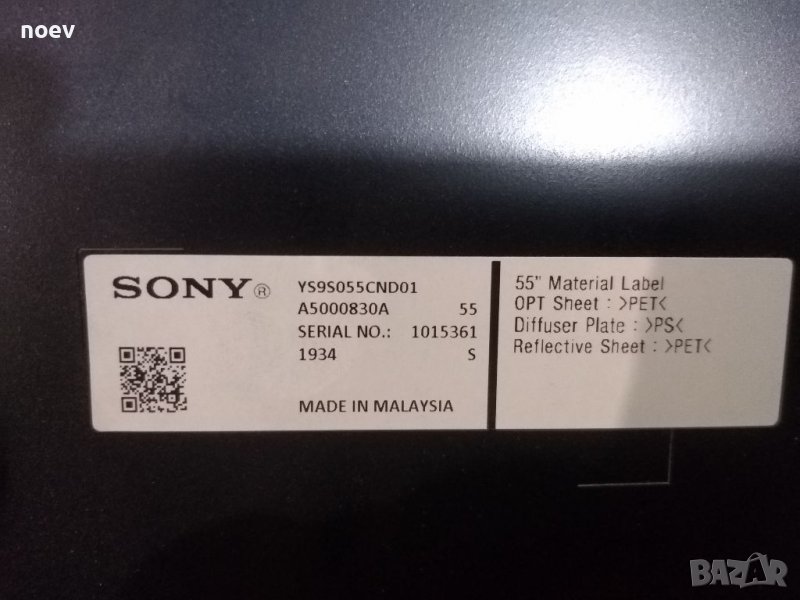 noev
SONY®
YS9S055CND01
A5000830A 55
SERIAL NO.: 1015361
1934 S
MADE IN MALAYSIA
55" Material Label
OPT Sheet : >PET<
Diffuser Plate : >PS<
Reflective Sheet : >PET<
BAZAR